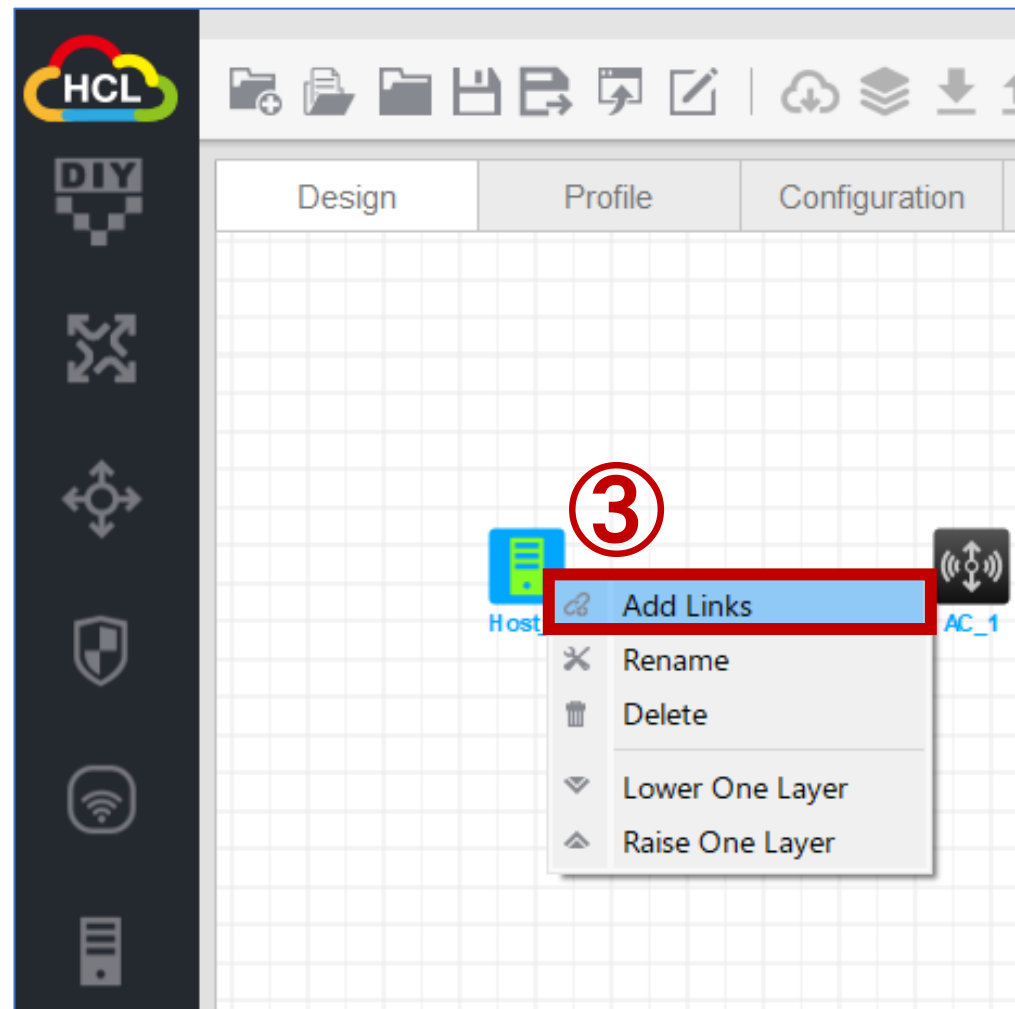 HCL
DIY
Design Profile Configuration
③
Host_
AC_1
Add Links
Rename
Delete
Lower One Layer
Raise One Layer